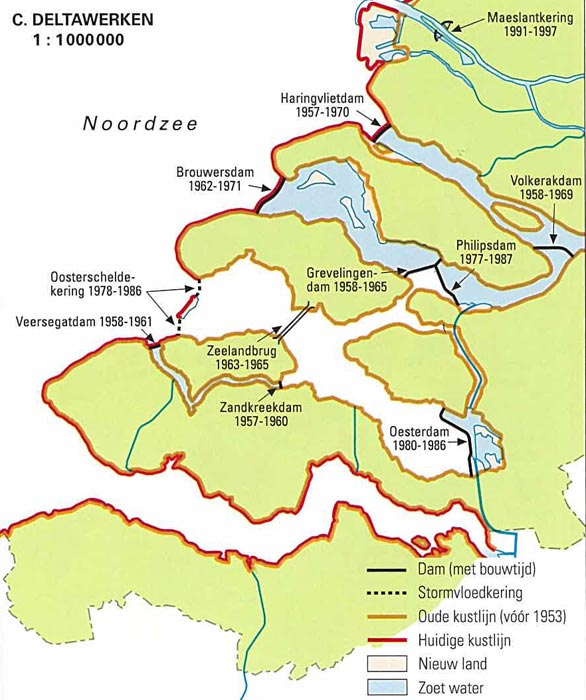 C. DELTAWERKEN
1 : 1000000
Maeslantkering
1991-1997
Noordzee
Haringvlietdam
1957-1970
Brouwersdam
1962-1971
Volkerakdam
1958-1969
Philipsdam
1977-1987
Oosterschelde-
kering 1978-1986
Grevelingen-
dam 1958-1965
Veersegatdam 1958-1961
Zeelandbrug
1963-1965
Zandkreekdam
1957-1960
Oesterdam
1980-1986
Dam (met bouwtijd)
Stormvloedkering
Oude kustlijn (vóór 1953)
Huidige kustlijn
Nieuw land
Zoet water